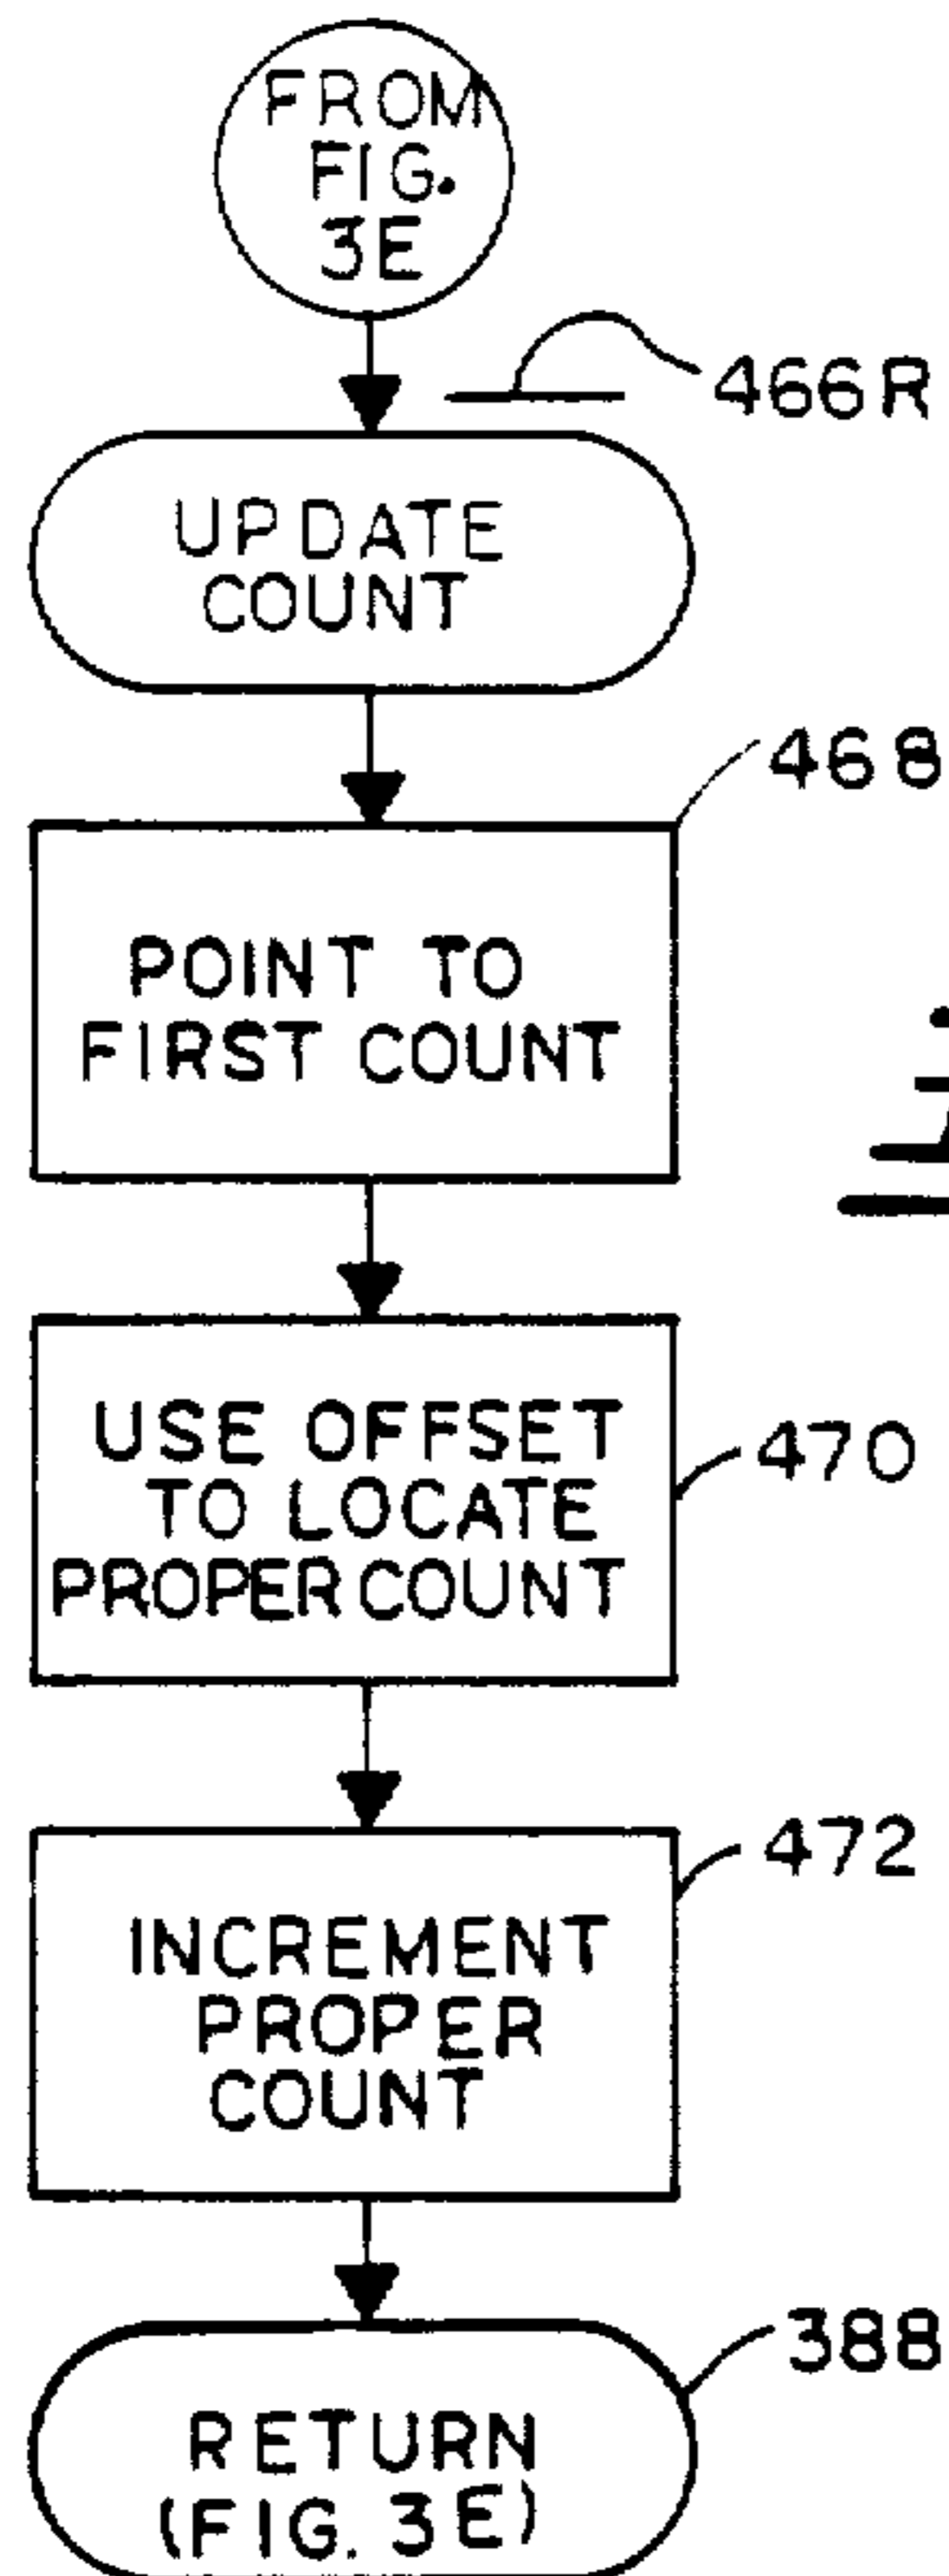 FROM
FIG.
3E
466R
UPDATE
COUNT
468
POINT TO
FIRST COUNT
USE OFFSET
TO LOCATE
PROPER COUNT
470
472
INCREMENT
PROPER
COUNT
388
RETURN
(FIG. 3E)